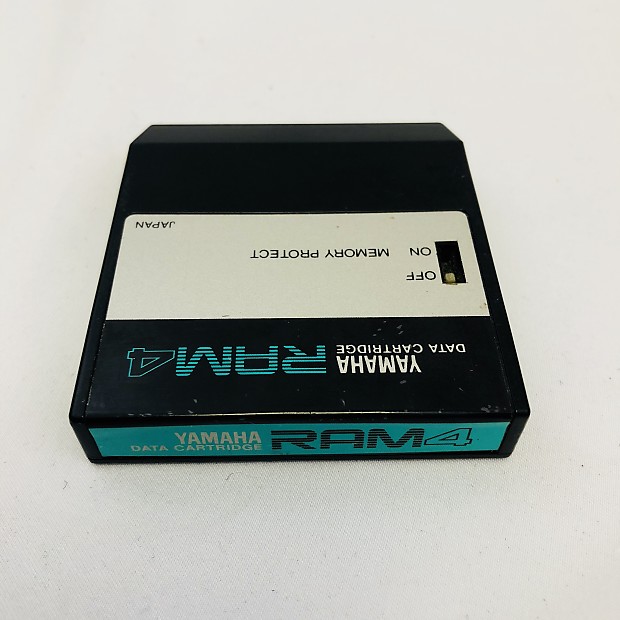 JAPAN
MEMORY PROTECT
ON
OFF
YAMAHA
DATA CARTRIDGE
RAM4
YAMAHA
DATA CARTRIDGE
RAM4